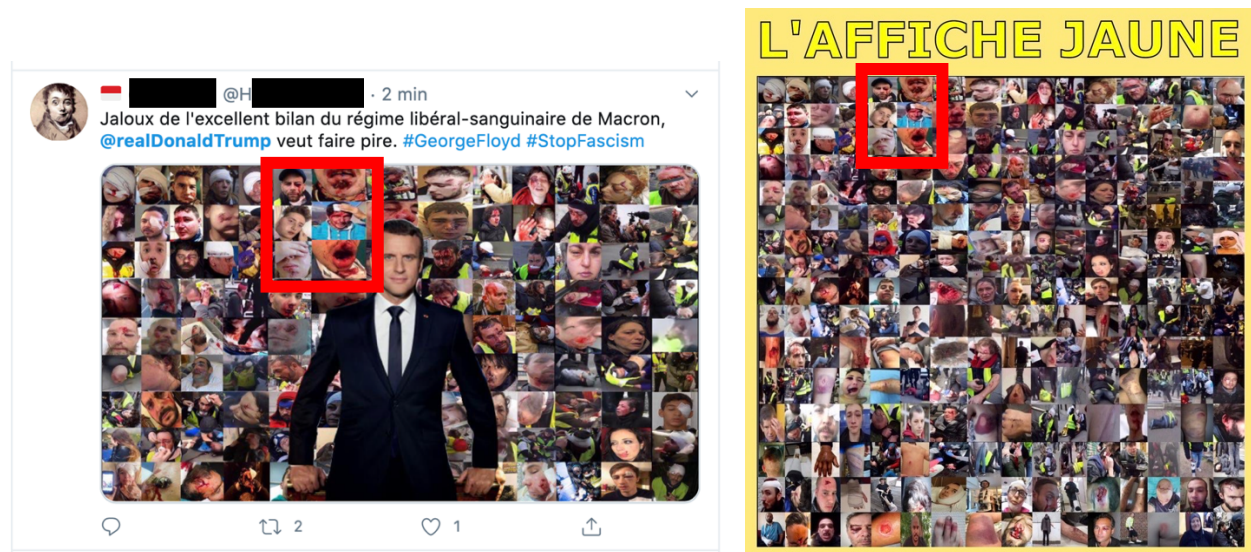 @H · 2 min
Jaloux de l'excellent bilan du régime libéral-sanguinaire de Macron,
@realDonaldTrump veut faire pire. #GeorgeFloyd #StopFascism
2 1
L'AFFICHE JAUNE